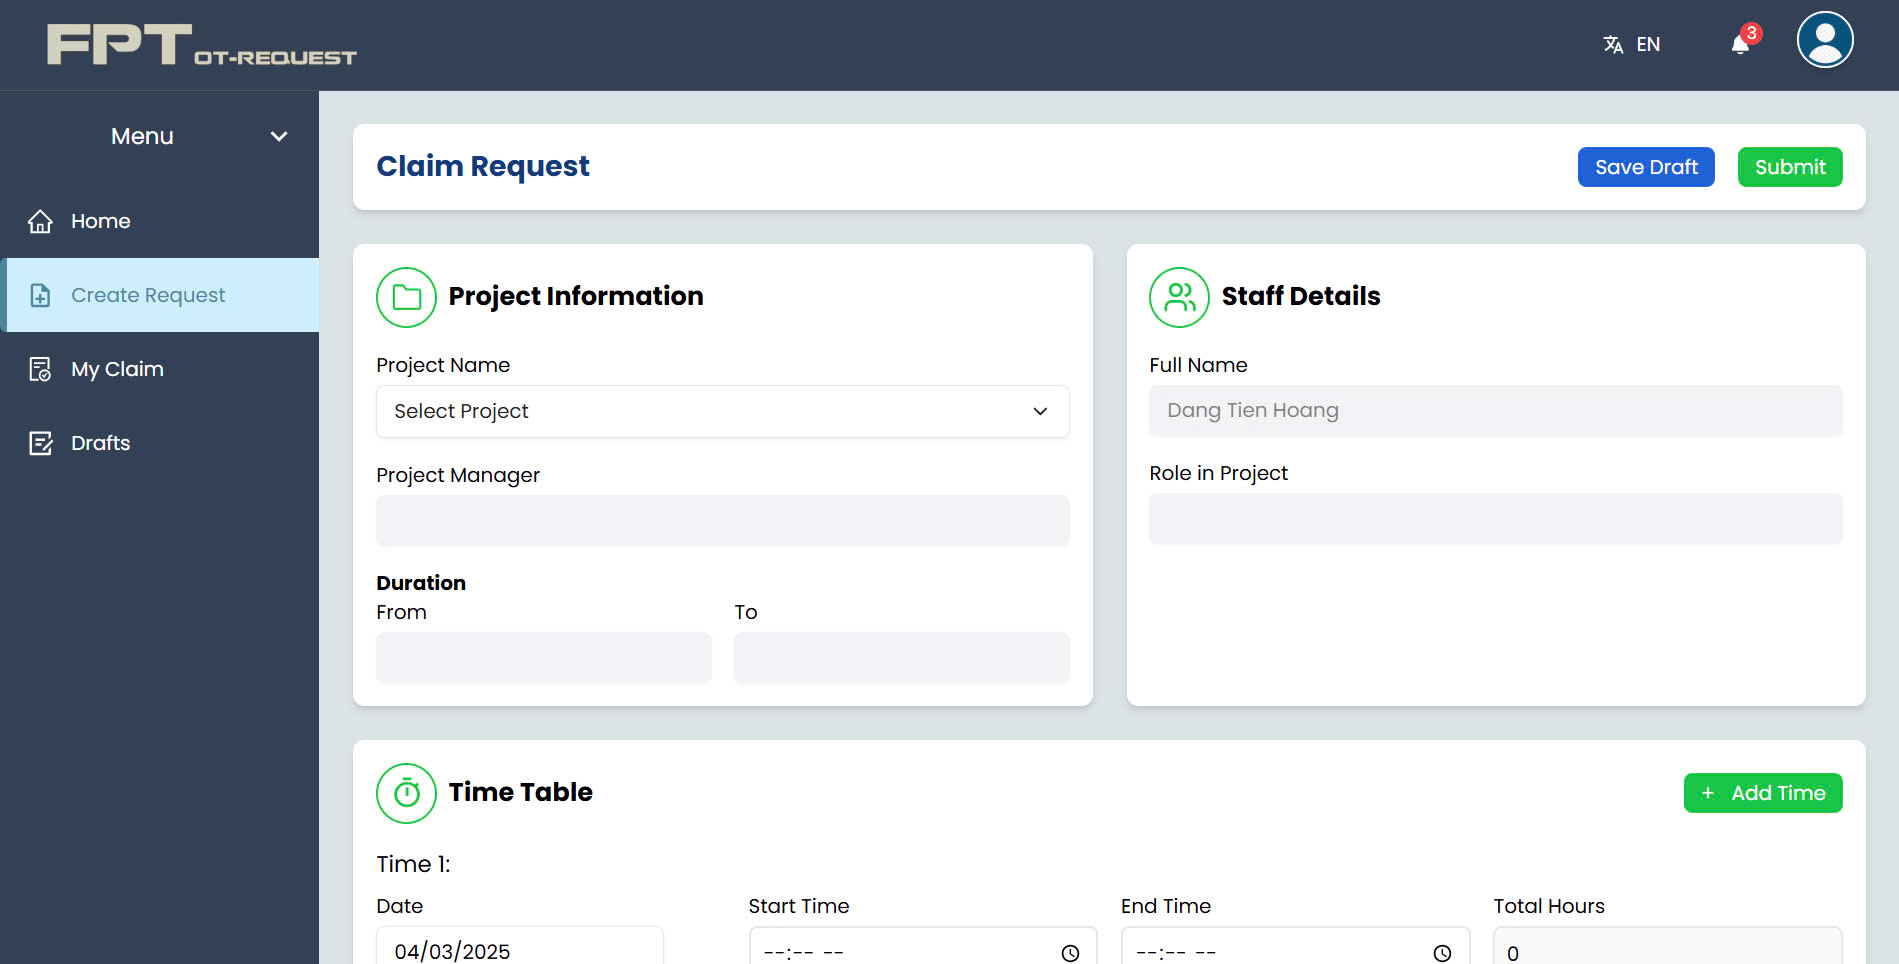 FPT OT-REQUEST
EN
3
Menu
Home
Create Request
My Claim
Drafts
Claim Request
Save Draft
Submit
Project Information
Project Name
Select Project
Project Manager
Duration
From
To
Staff Details
Full Name
Dang Tien Hoang
Role in Project
Time Table
+ Add Time
Time 1:
Date
Start Time
End Time
Total Hours
04/03/2025
--:-- --
--:-- --
0